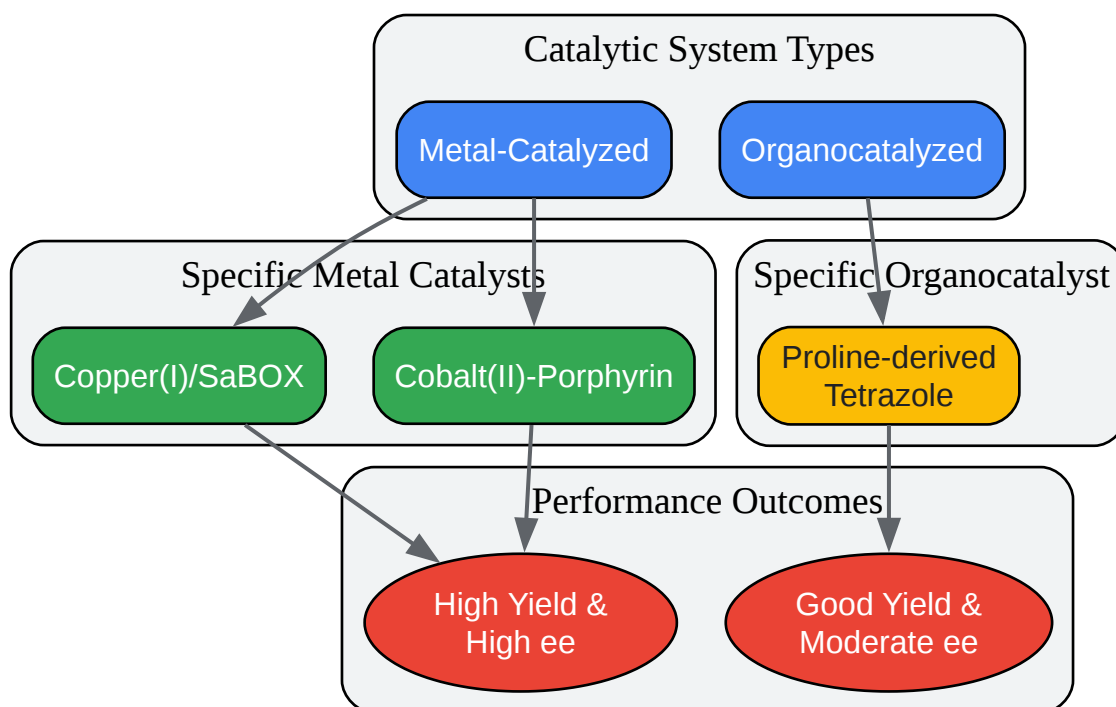 Catalytic System Types
Metal-Catalyzed
Organocatalyzed
Specific Metal Catalysts
Specific Organocatalyst
Copper(I)/SaBOX
Cobalt(II)-Porphyrin
Proline-derived
Tetrazole
Performance Outcomes
High Yield &
High ee
Good Yield &
Moderate ee